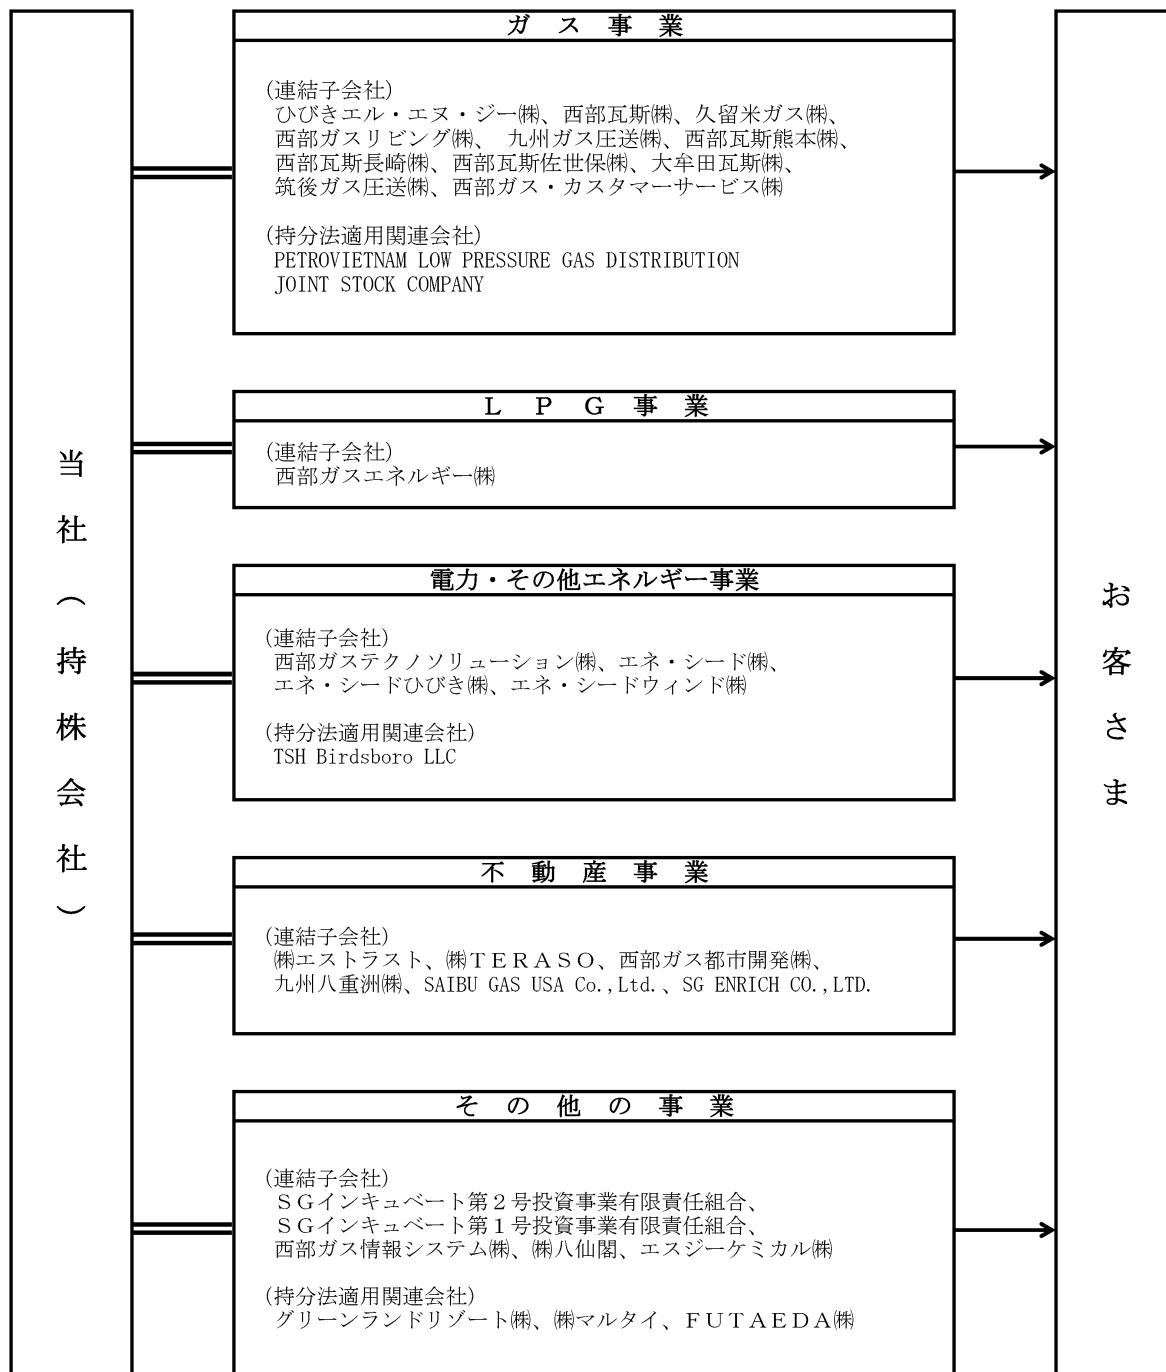 当社（持株会社）
ガス事業
(連結子会社)
ひびきエル・エヌ・ジー㈱、西部瓦斯㈱、久留米ガス㈱、
西部ガスリビング㈱、 九州ガス圧送㈱、西部瓦斯熊本㈱、
西部瓦斯長崎㈱、西部瓦斯佐世保㈱、大牟田瓦斯㈱、
筑後ガス圧送㈱、西部ガス・カスタマーサービス㈱
(持分法適用関連会社)
PETROVIETNAM LOW PRESSURE GAS DISTRIBUTION
JOINT STOCK COMPANY
ＬＰＧ事業
(連結子会社)
西部ガスエネルギー㈱
電力・その他エネルギー事業
(連結子会社)
西部ガステクノソリューション㈱、エネ・シード㈱、
エネ・シードひびき㈱、エネ・シードウィンド㈱
(持分法適用関連会社)
TSH Birdsboro LLC
不動産事業
(連結子会社)
㈱エストラスト、㈱ＴＥＲＡＳＯ、西部ガス都市開発㈱、
九州八重洲㈱、SAIBU GAS USA Co.,Ltd.、SG ENRICH CO.,LTD.
その他の事業
(連結子会社)
ＳＧインキュベート第２号投資事業有限責任組合、
ＳＧインキュベート第１号投資事業有限責任組合、
西部ガス情報システム㈱、㈱八仙閣、エスジーケミカル㈱
(持分法適用関連会社)
グリーンランドリゾート㈱、㈱マルタイ、ＦＵＴＡＥＤＡ㈱
お客さま